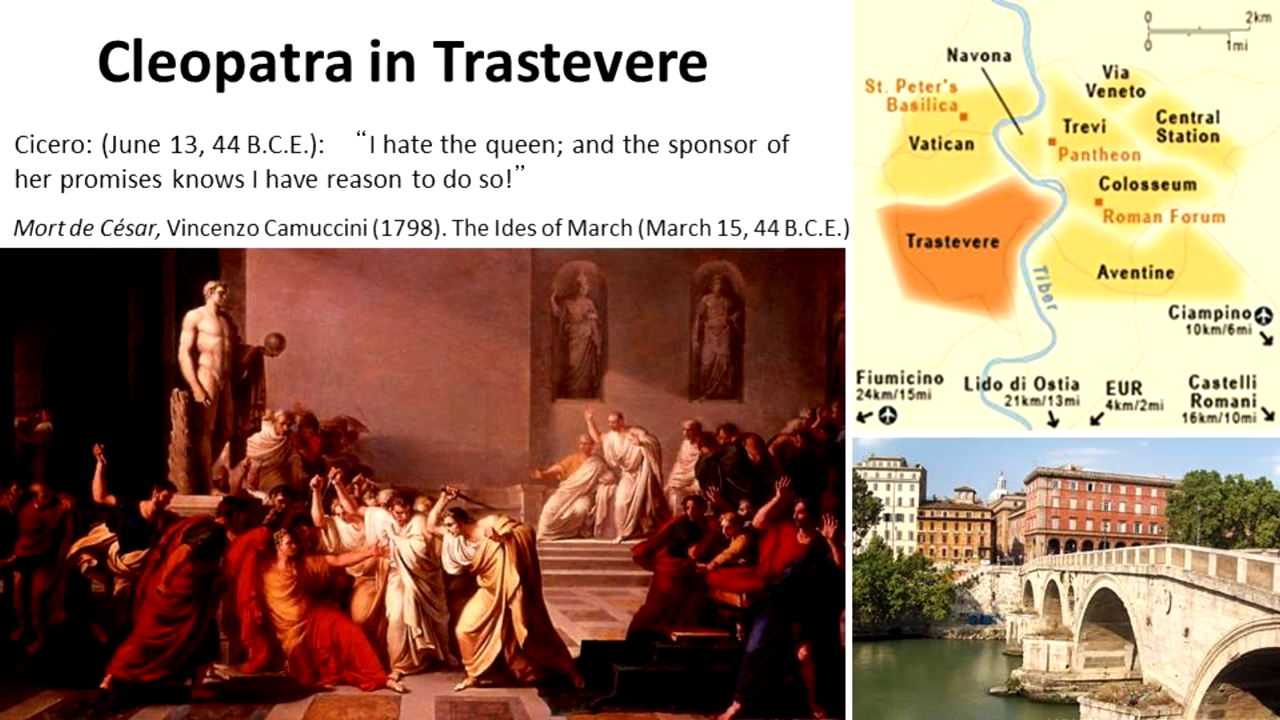 Cleopatra in Trastevere
Cicero: (June 13, 44 B.C.E.): “I hate the queen; and the sponsor of
her promises knows I have reason to do so!”
Mort de César, Vincenzo Camuccini (1798). The Ides of March (March 15, 44 B.C.E.)
0 2km
0 1mi
Navona
Via
Veneto
St. Peter's
Basilica
Central
Station
Trevi
Vatican
Pantheon
Colosseum
Roman Forum
Trastevere
Aventine
Tiber
Ciampino
10km/6mi
Fiumicino
24km/15mi
Lido di Ostia
21km/13mi
EUR
4km/2mi
Castelli
Romani
16km/10mi